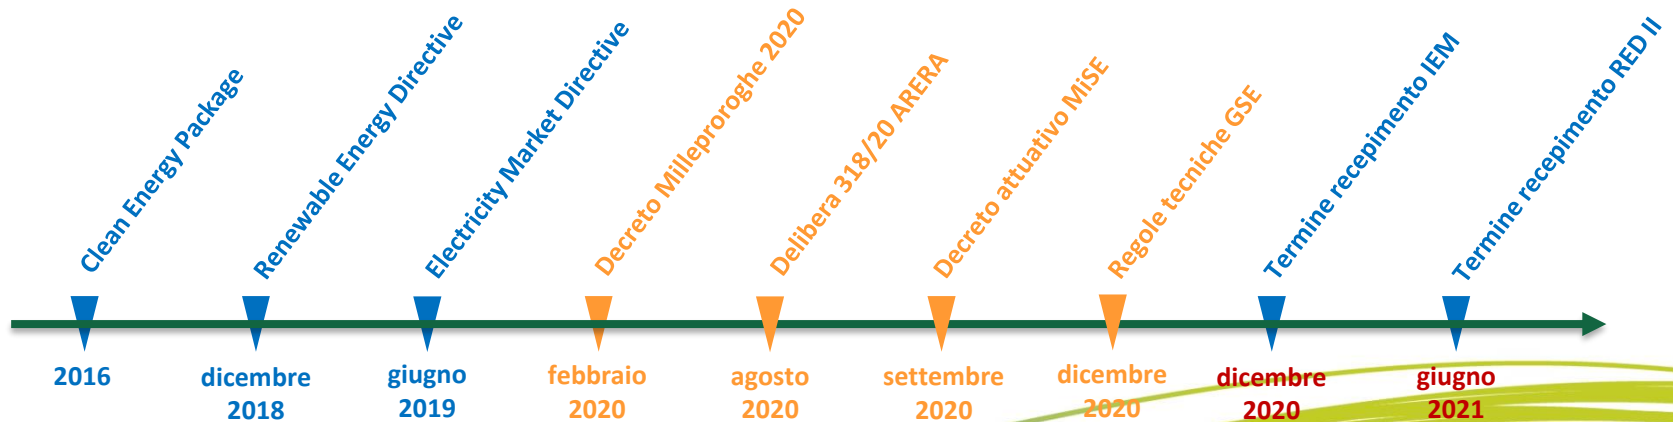 Clean Energy Package
Renewable Energy Directive
Electricity Market Directive
Decreto Milleproroghe 2020
Delibera 318/20 ARERA
Decreto attuativo MiSE
Regole tecniche GSE
Termine recepimento IEM
Termine recepimento RED II
2016
dicembre
2018
giugno
2019
febbraio
2020
agosto
2020
settembre
2020
dicembre
2020
dicembre
2020
giugno
2021